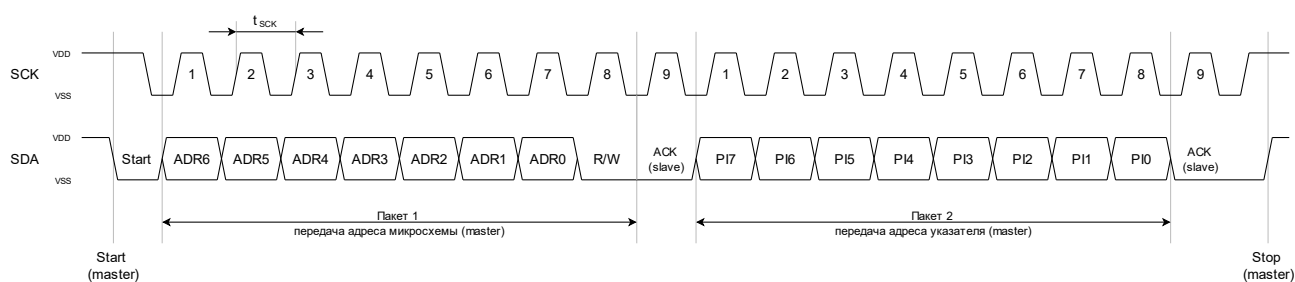 t SCK
VDD
SCK
1 2 3 4 5 6 7 8 9 1 2 3 4 5 6 7 8 9
VSS
VDD
SDA
Start ADR6 ADR5 ADR4 ADR3 ADR2 ADR1 ADR0 R/W ACK (slave) PI7 PI6 PI5 PI4 PI3 PI2 PI1 PI0 ACK (slave)
VSS
Пакет 1
передача адреса микросхемы (master)
Пакет 2
передача адреса указателя (master)
Start
(master)
Stop
(master)